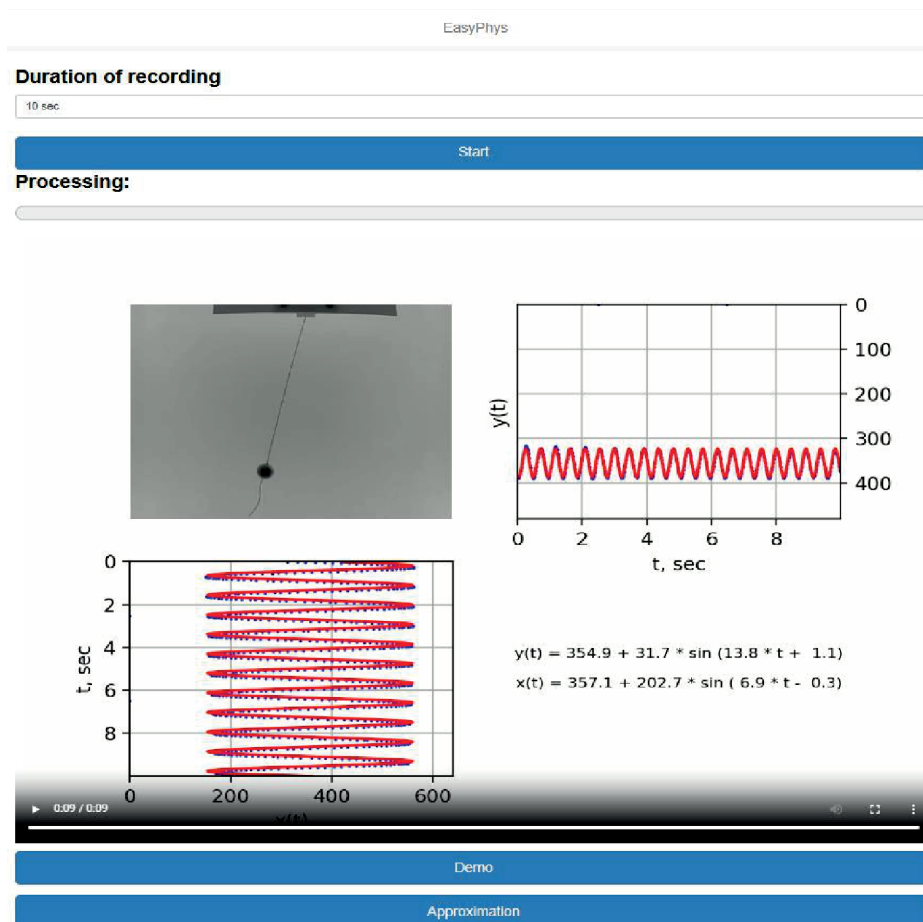 EasyPhys
Duration of recording
10 sec
Start
Processing:
0
100
200
300
400
y(t)
0 2 4 6 8
t, sec
0
2
4
6
8
t, sec
0 200 400 600
x(t)
y(t) = 354.9 + 31.7 * sin (13.8 * t + 1.1)
x(t) = 357.1 + 202.7 * sin ( 6.9 * t - 0.3)
0:09 / 0:09
Demo
Approximation